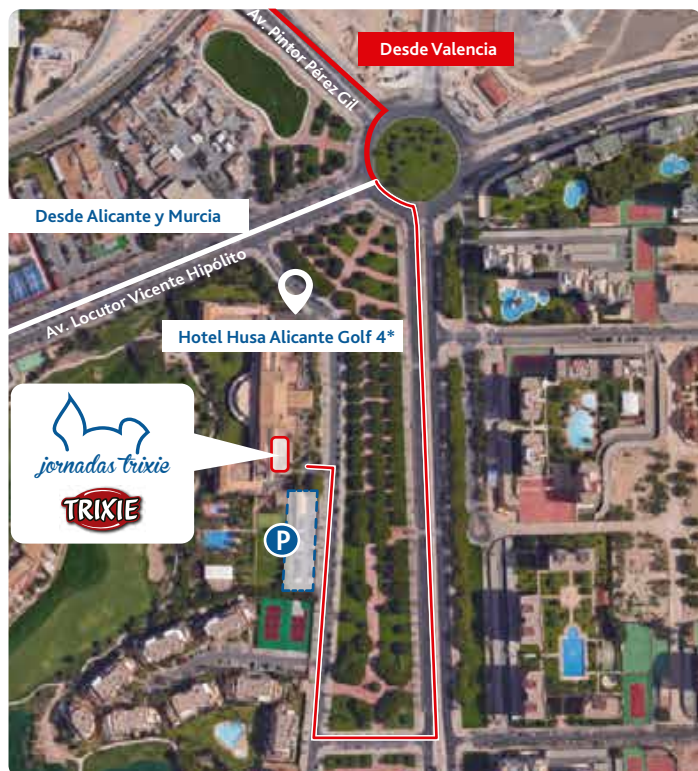 Av. Pintor Pérez Gil
Desde Valencia
Desde Alicante y Murcia
Av. Locutor Vicente Hipólito
Hotel Husa Alicante Golf 4*
jornadas trixie
TRIXIE
P